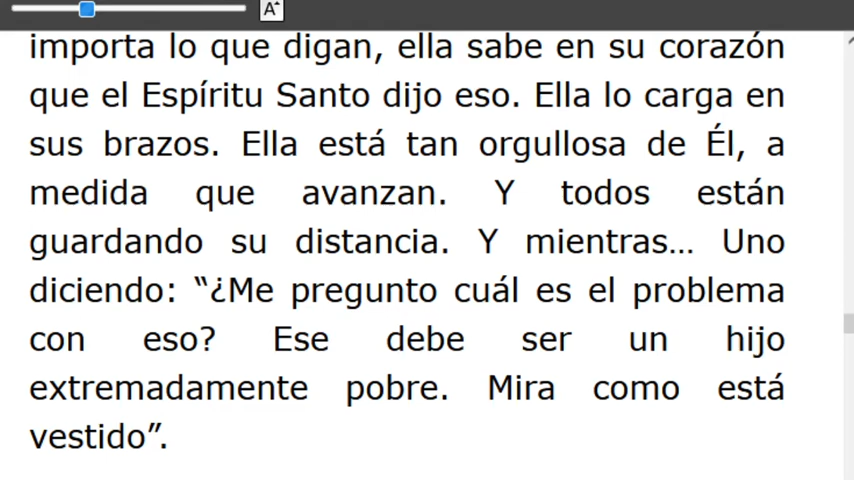 A
importa lo que digan, ella sabe en su corazón
que el Espíritu Santo dijo eso. Ella lo carga en
sus brazos. Ella está tan orgullosa de Él, a
medida que avanzan. Y todos están
guardando su distancia. Y mientras... Uno
diciendo: “¿Me pregunto cuál es el problema
con eso? Ese debe ser un hijo
extremadamente pobre. Mira como está
vestido”.